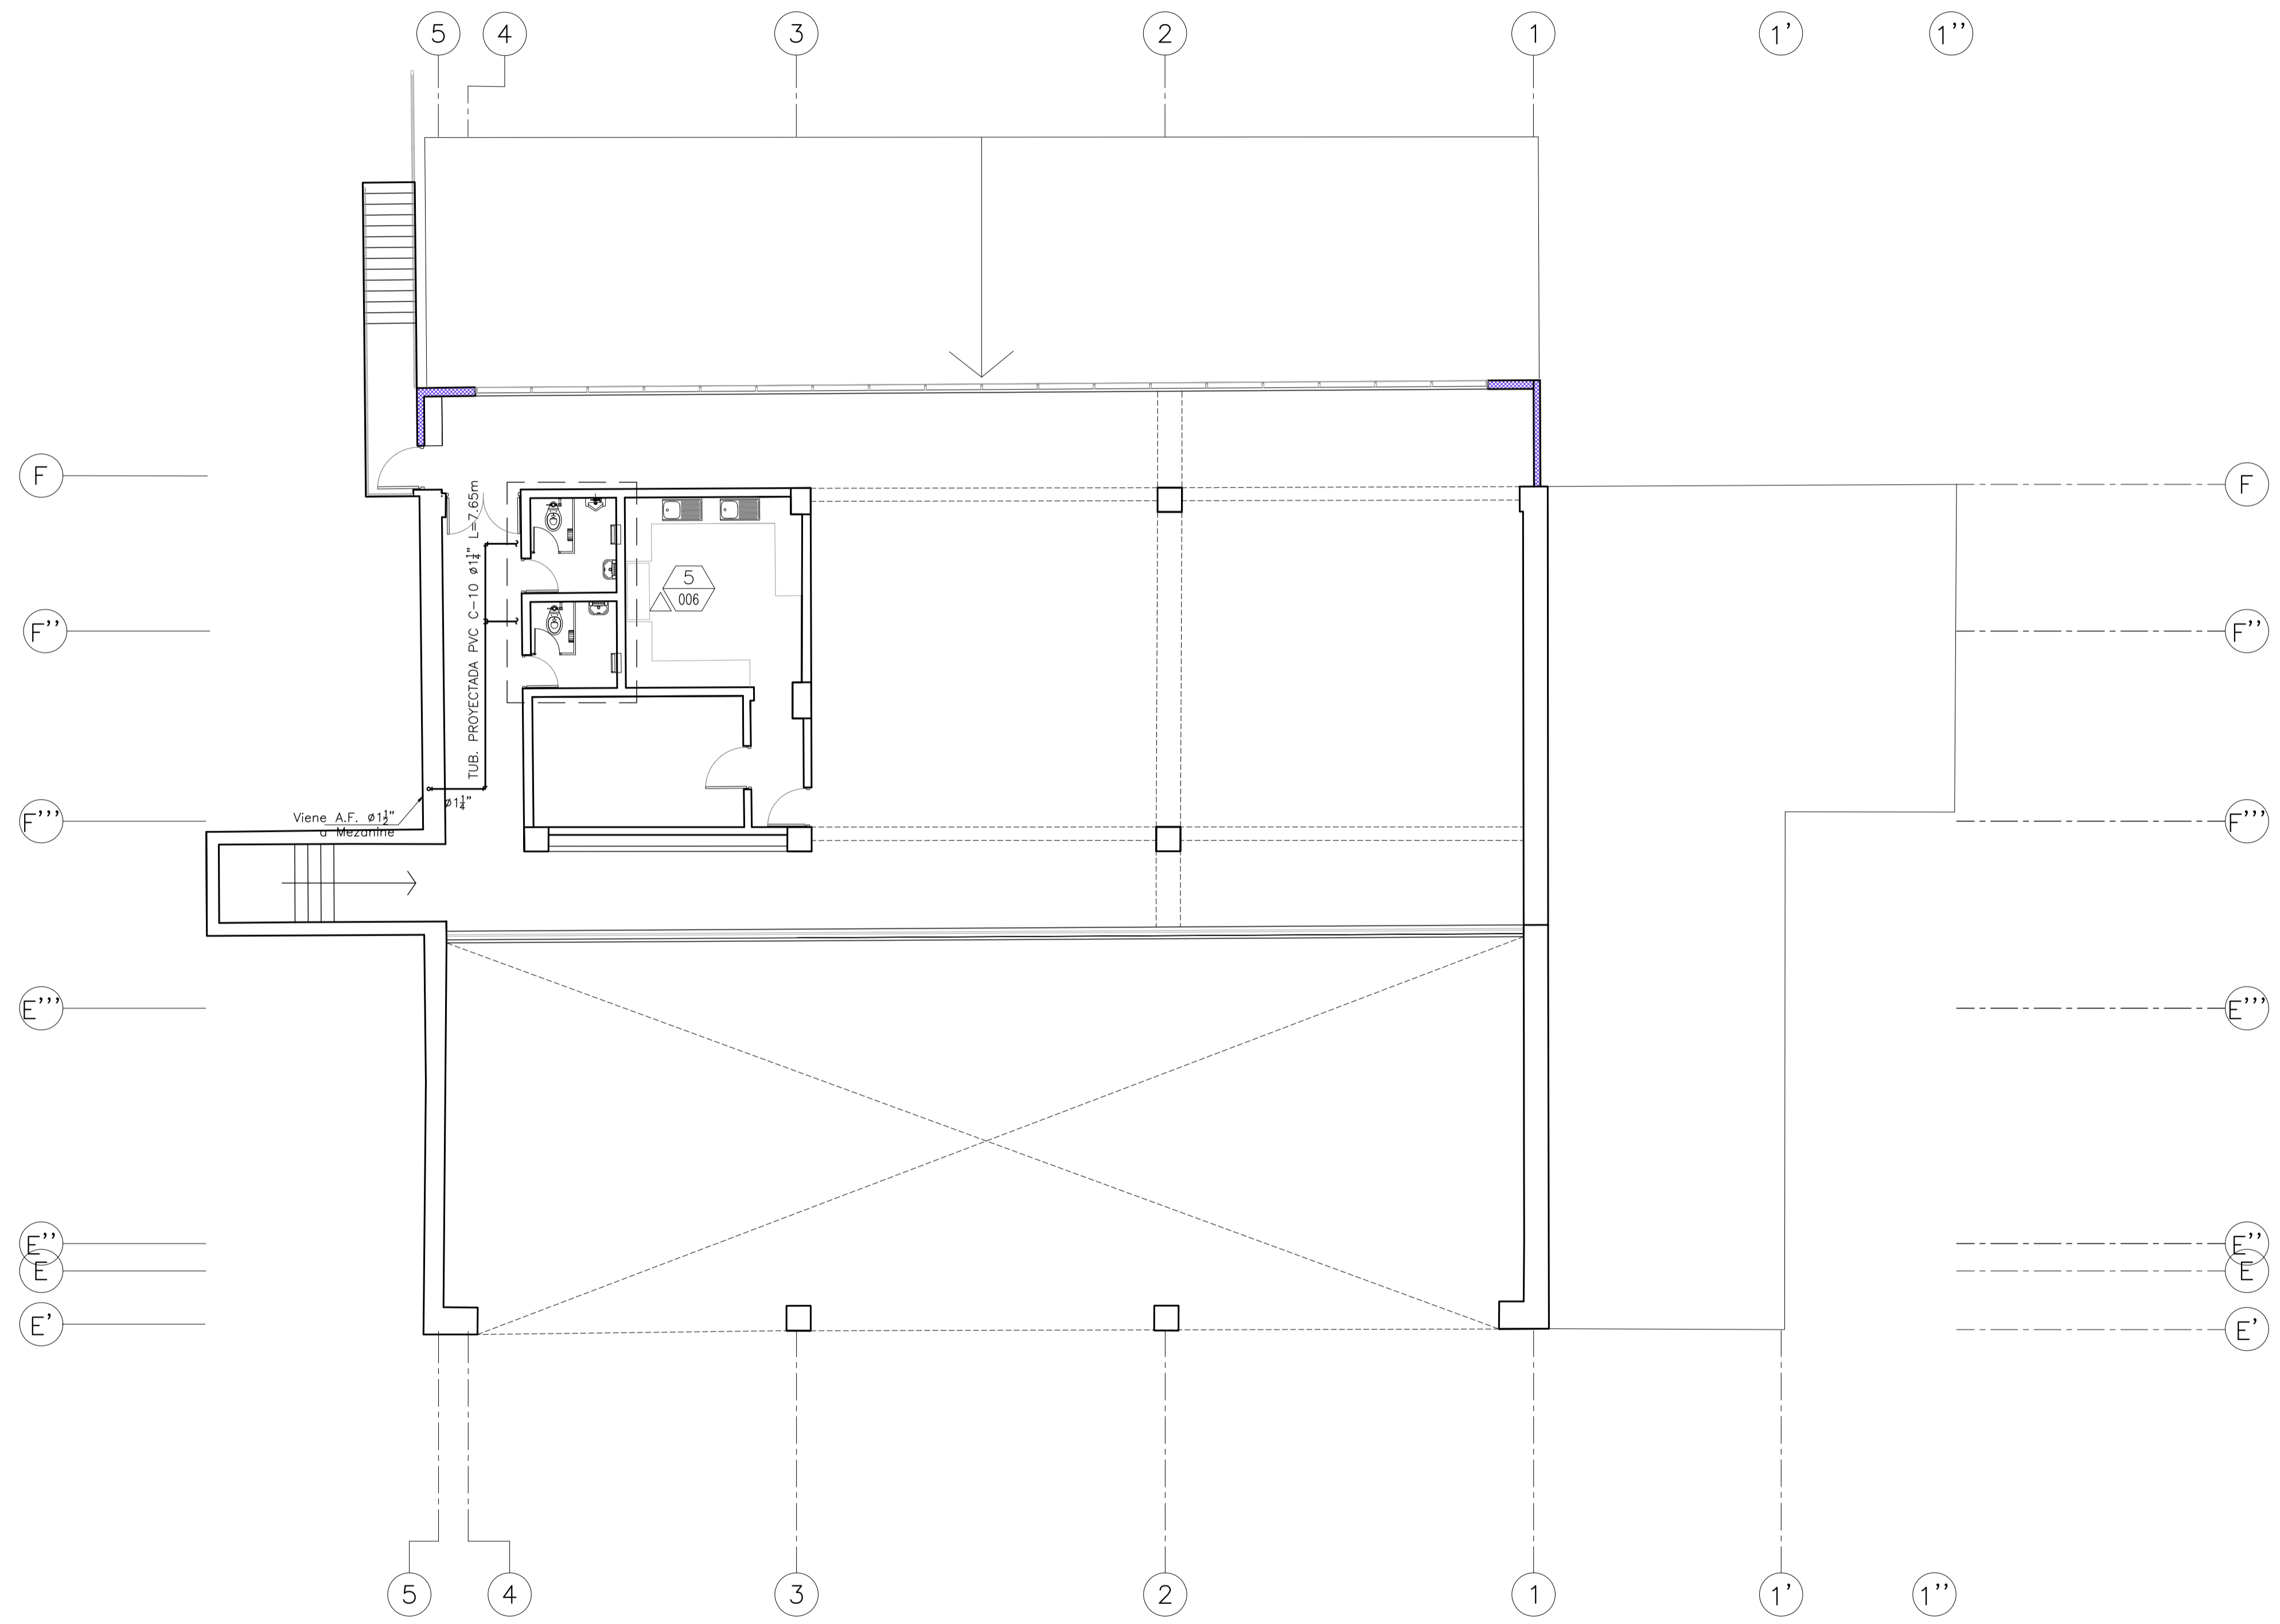 5 4 3 2 1 1' 1''
F F
TUB. PROYECTADA PVC C-10 ø1¼" L=7.65m
5
006
F'' F''
ø1¼"
Viene A.F. ø1½"
a Mezanine
F''' F'''
E''' E'''
E'' E''
E E
E' E'
5 4 3 2 1 1' 1''